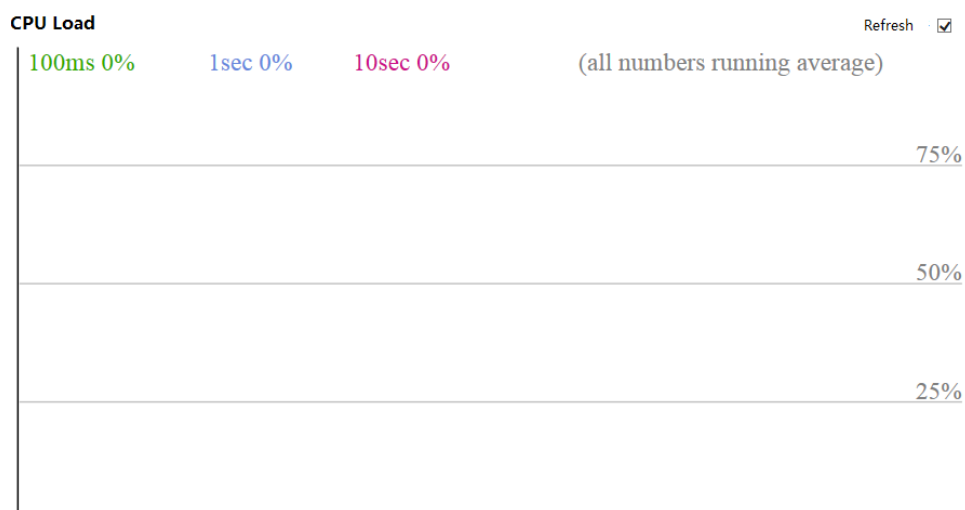 CPU Load
Refresh
100ms 0% 1sec 0% 10sec 0% (all numbers running average)
75%
50%
25%